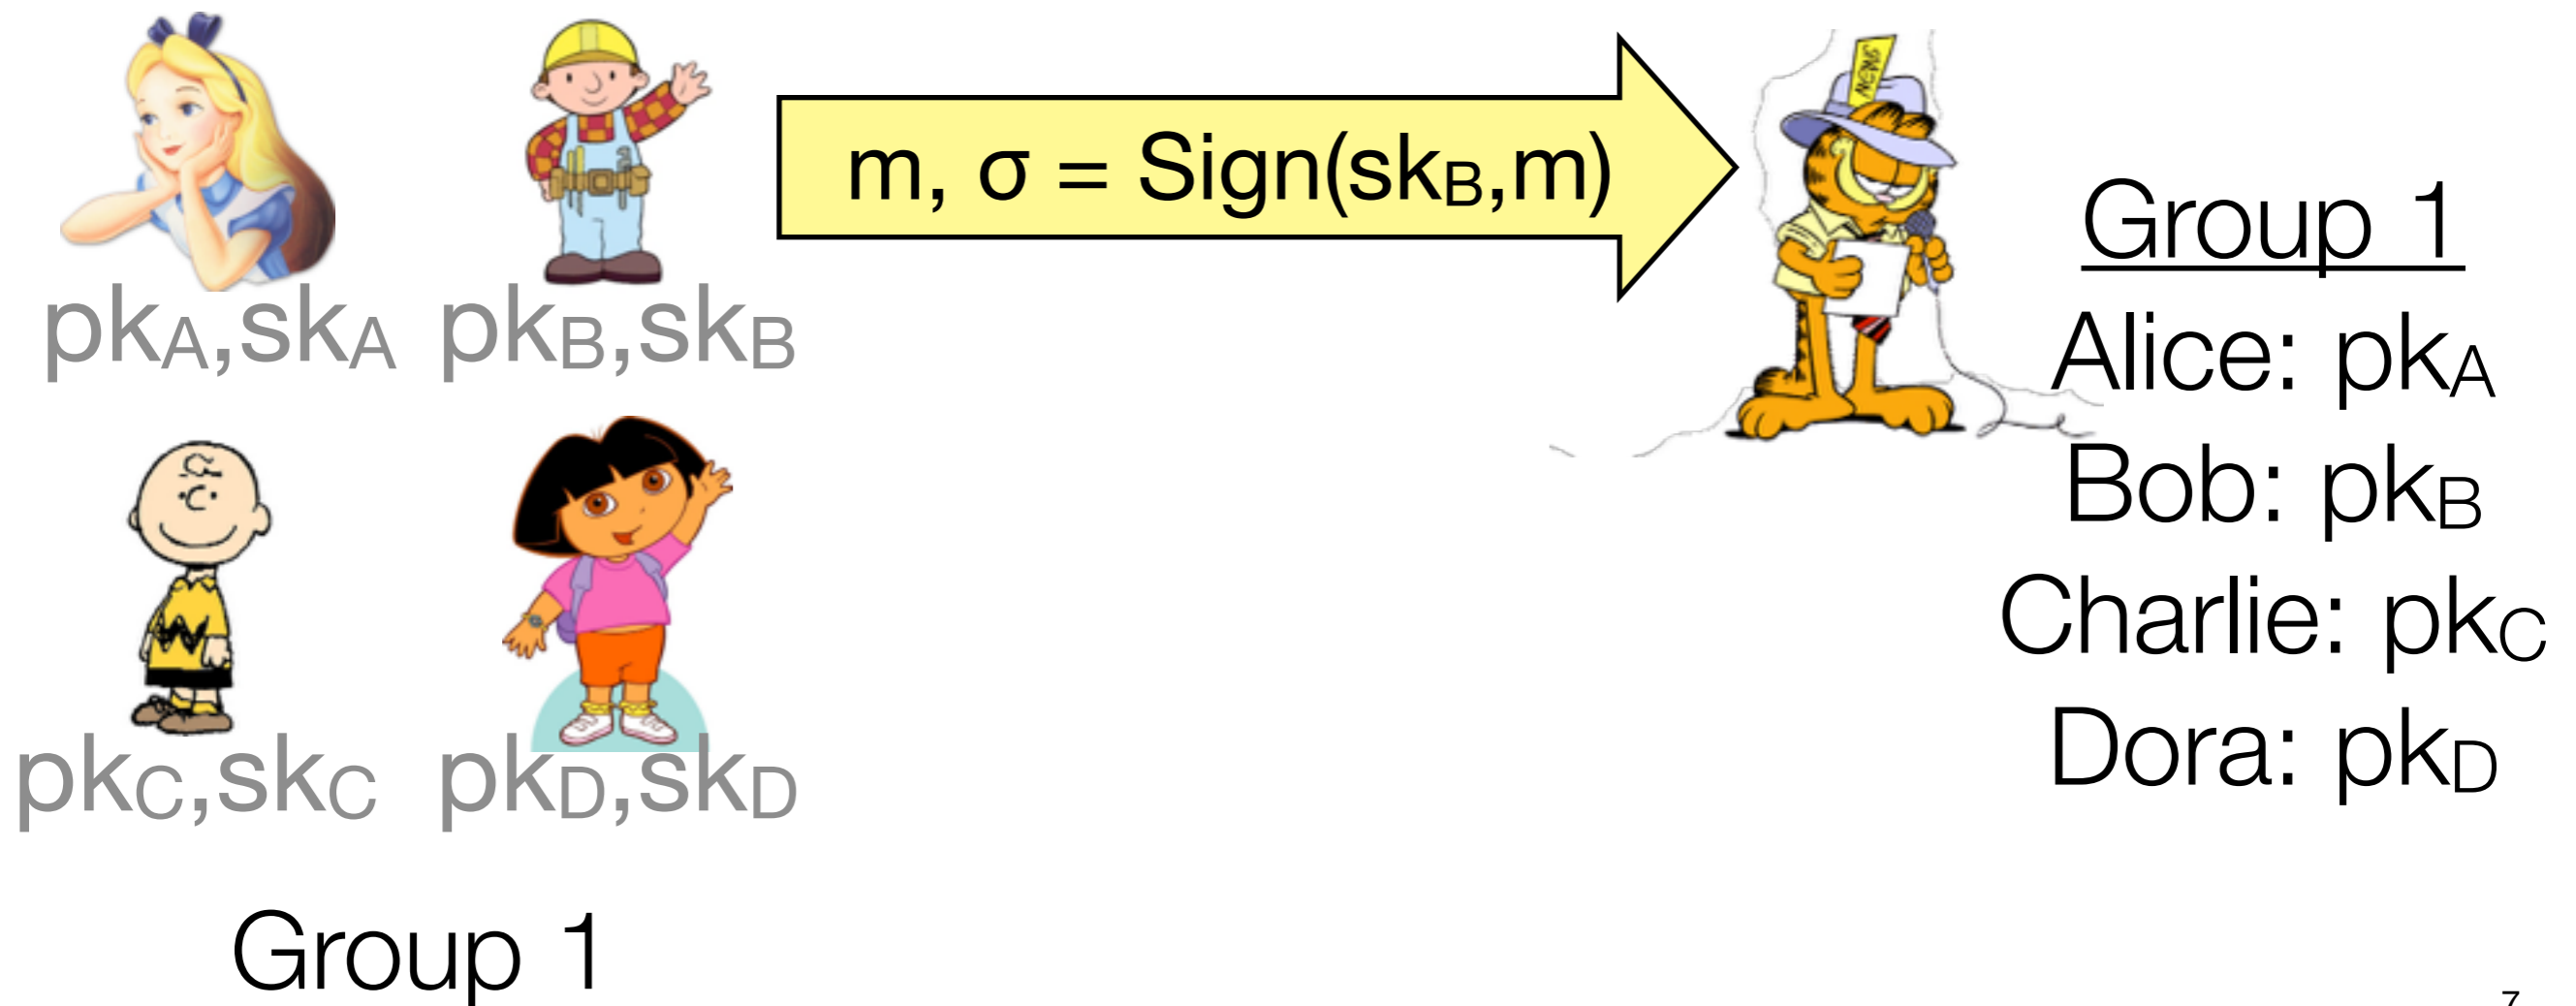 m, σ = Sign(skB,m)
pkA,skA pkB,skB
pkC,skC pkD,skD
Group 1
Group 1
Alice: pkA
Bob: pkB
Charlie: pkC
Dora: pkD
7